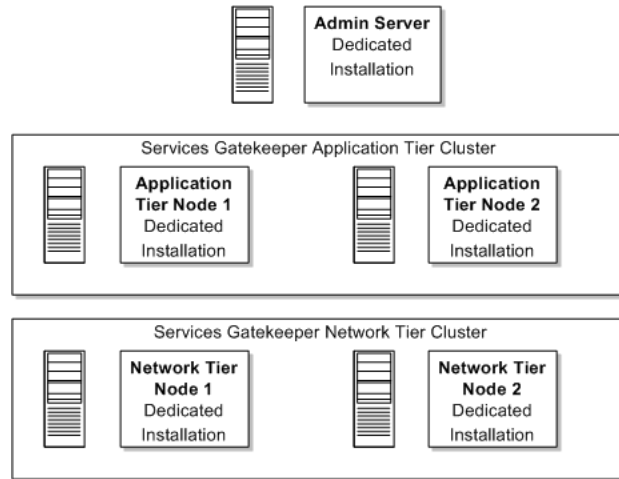 Admin Server
Dedicated
Installation
Services Gatekeeper Application Tier Cluster
Application
Tier Node 1
Dedicated
Installation
Application
Tier Node 2
Dedicated
Installation
Services Gatekeeper Network Tier Cluster
Network Tier
Node 1
Dedicated
Installation
Network Tier
Node 2
Dedicated
Installation